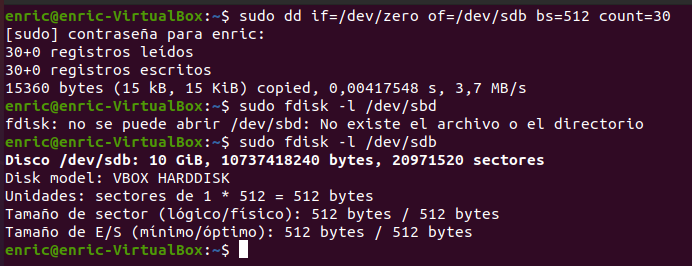 enric@enric-VirtualBox:~$ sudo dd if=/dev/zero of=/dev/sdb bs=512 count=30
[sudo] contraseña para enric:
30+0 registros leídos
30+0 registros escritos
15360 bytes (15 kB, 15 KiB) copied, 0,00417548 s, 3,7 MB/s
enric@enric-VirtualBox:~$ sudo fdisk -l /dev/sbd
fdisk: no se puede abrir /dev/sbd: No existe el archivo o el directorio
enric@enric-VirtualBox:~$ sudo fdisk -l /dev/sdb
Disco /dev/sdb: 10 GiB, 10737418240 bytes, 20971520 sectores
Disk model: VBOX HARDDISK
Unidades: sectores de 1 * 512 = 512 bytes
Tamaño de sector (lógico/físico): 512 bytes / 512 bytes
Tamaño de E/S (mínimo/óptimo): 512 bytes / 512 bytes
enric@enric-VirtualBox:~$